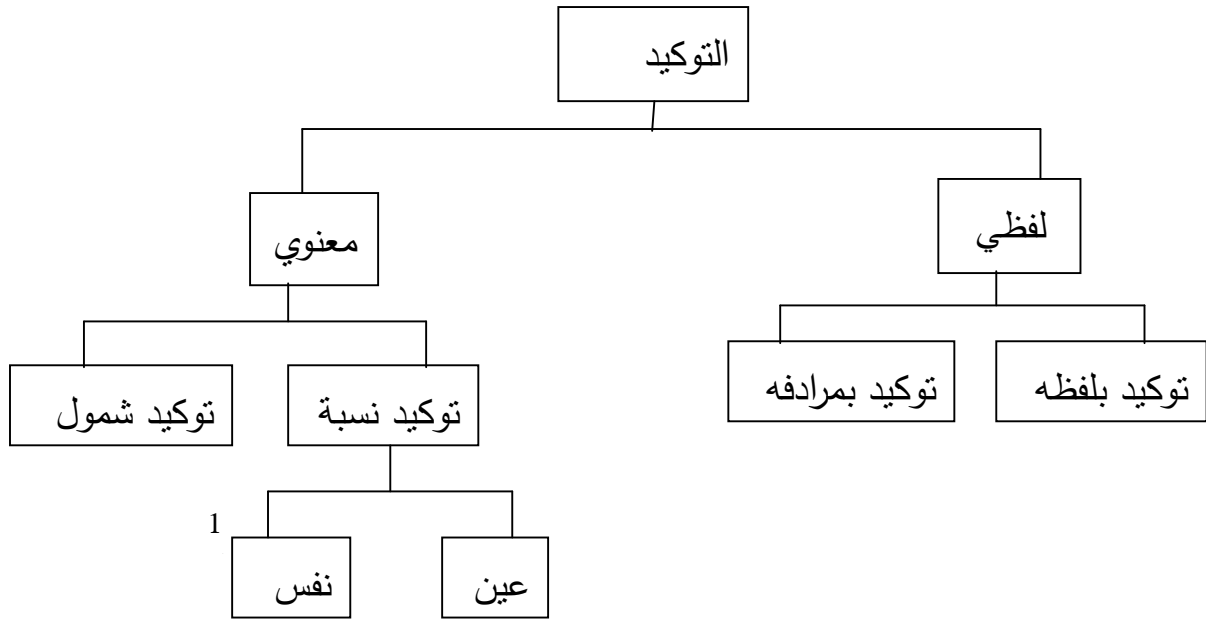 التوكيد
لفظي
معنوي
توكيد بلفظه
توكيد بمرادفه
توكيد نسبة
توكيد شمول
عين
نفس
1